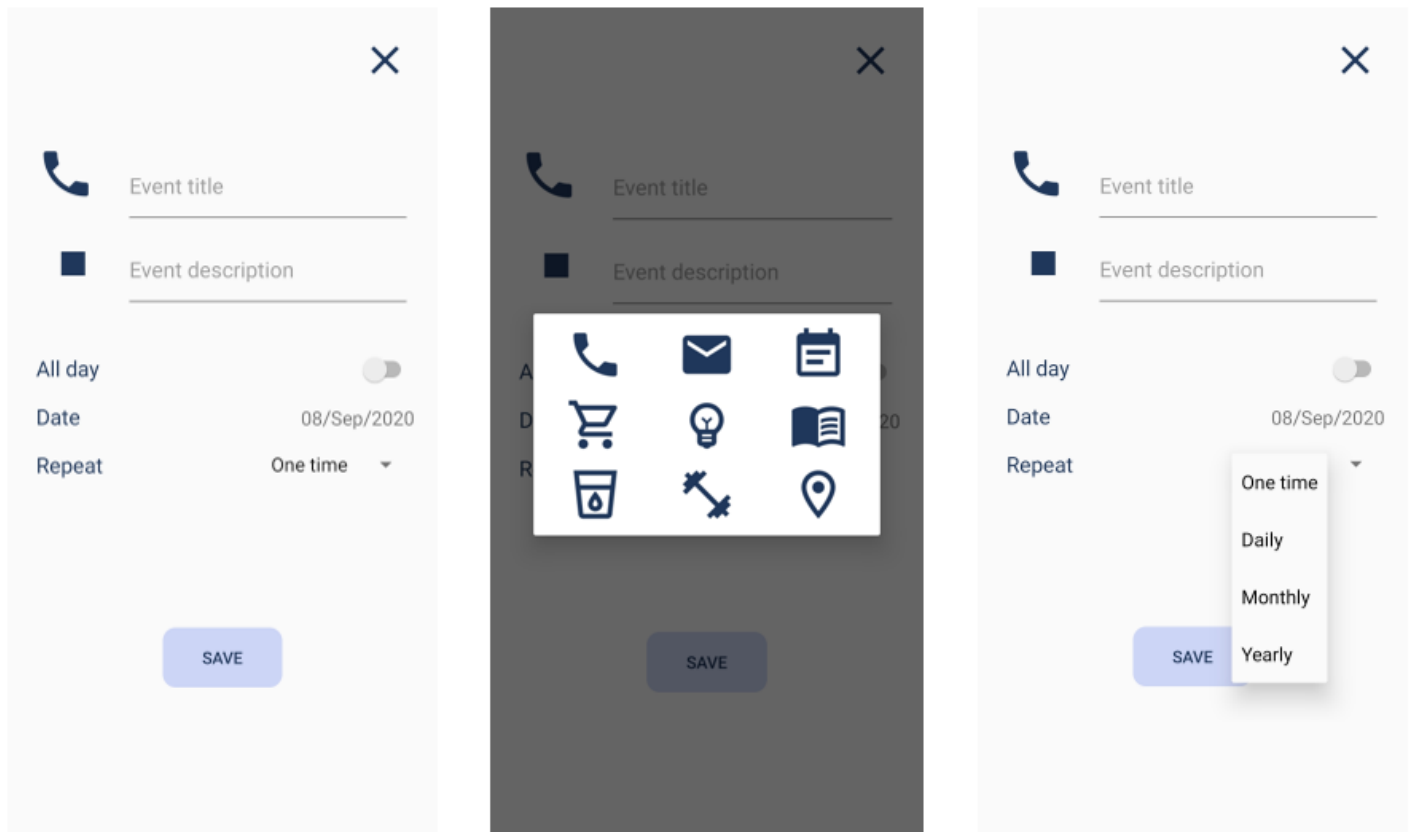 Event title
Event description
All day
Date 08/Sep/2020
Repeat One time
SAVE
Event title
Event description
A
D 20
R
SAVE
Event title
Event description
All day
Date 08/Sep/2020
Repeat
One time
Daily
Monthly
SAVE Yearly